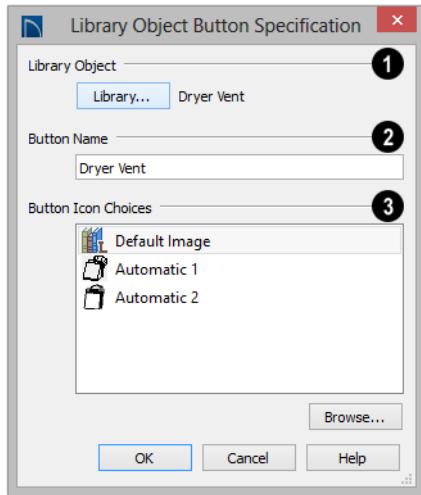 Library Object Button Specification
Library Object 1
Library... Dryer Vent
Button Name 2
Dryer Vent
Button Icon Choices 3
Default Image
Automatic 1
Automatic 2
Browse...
OK Cancel Help